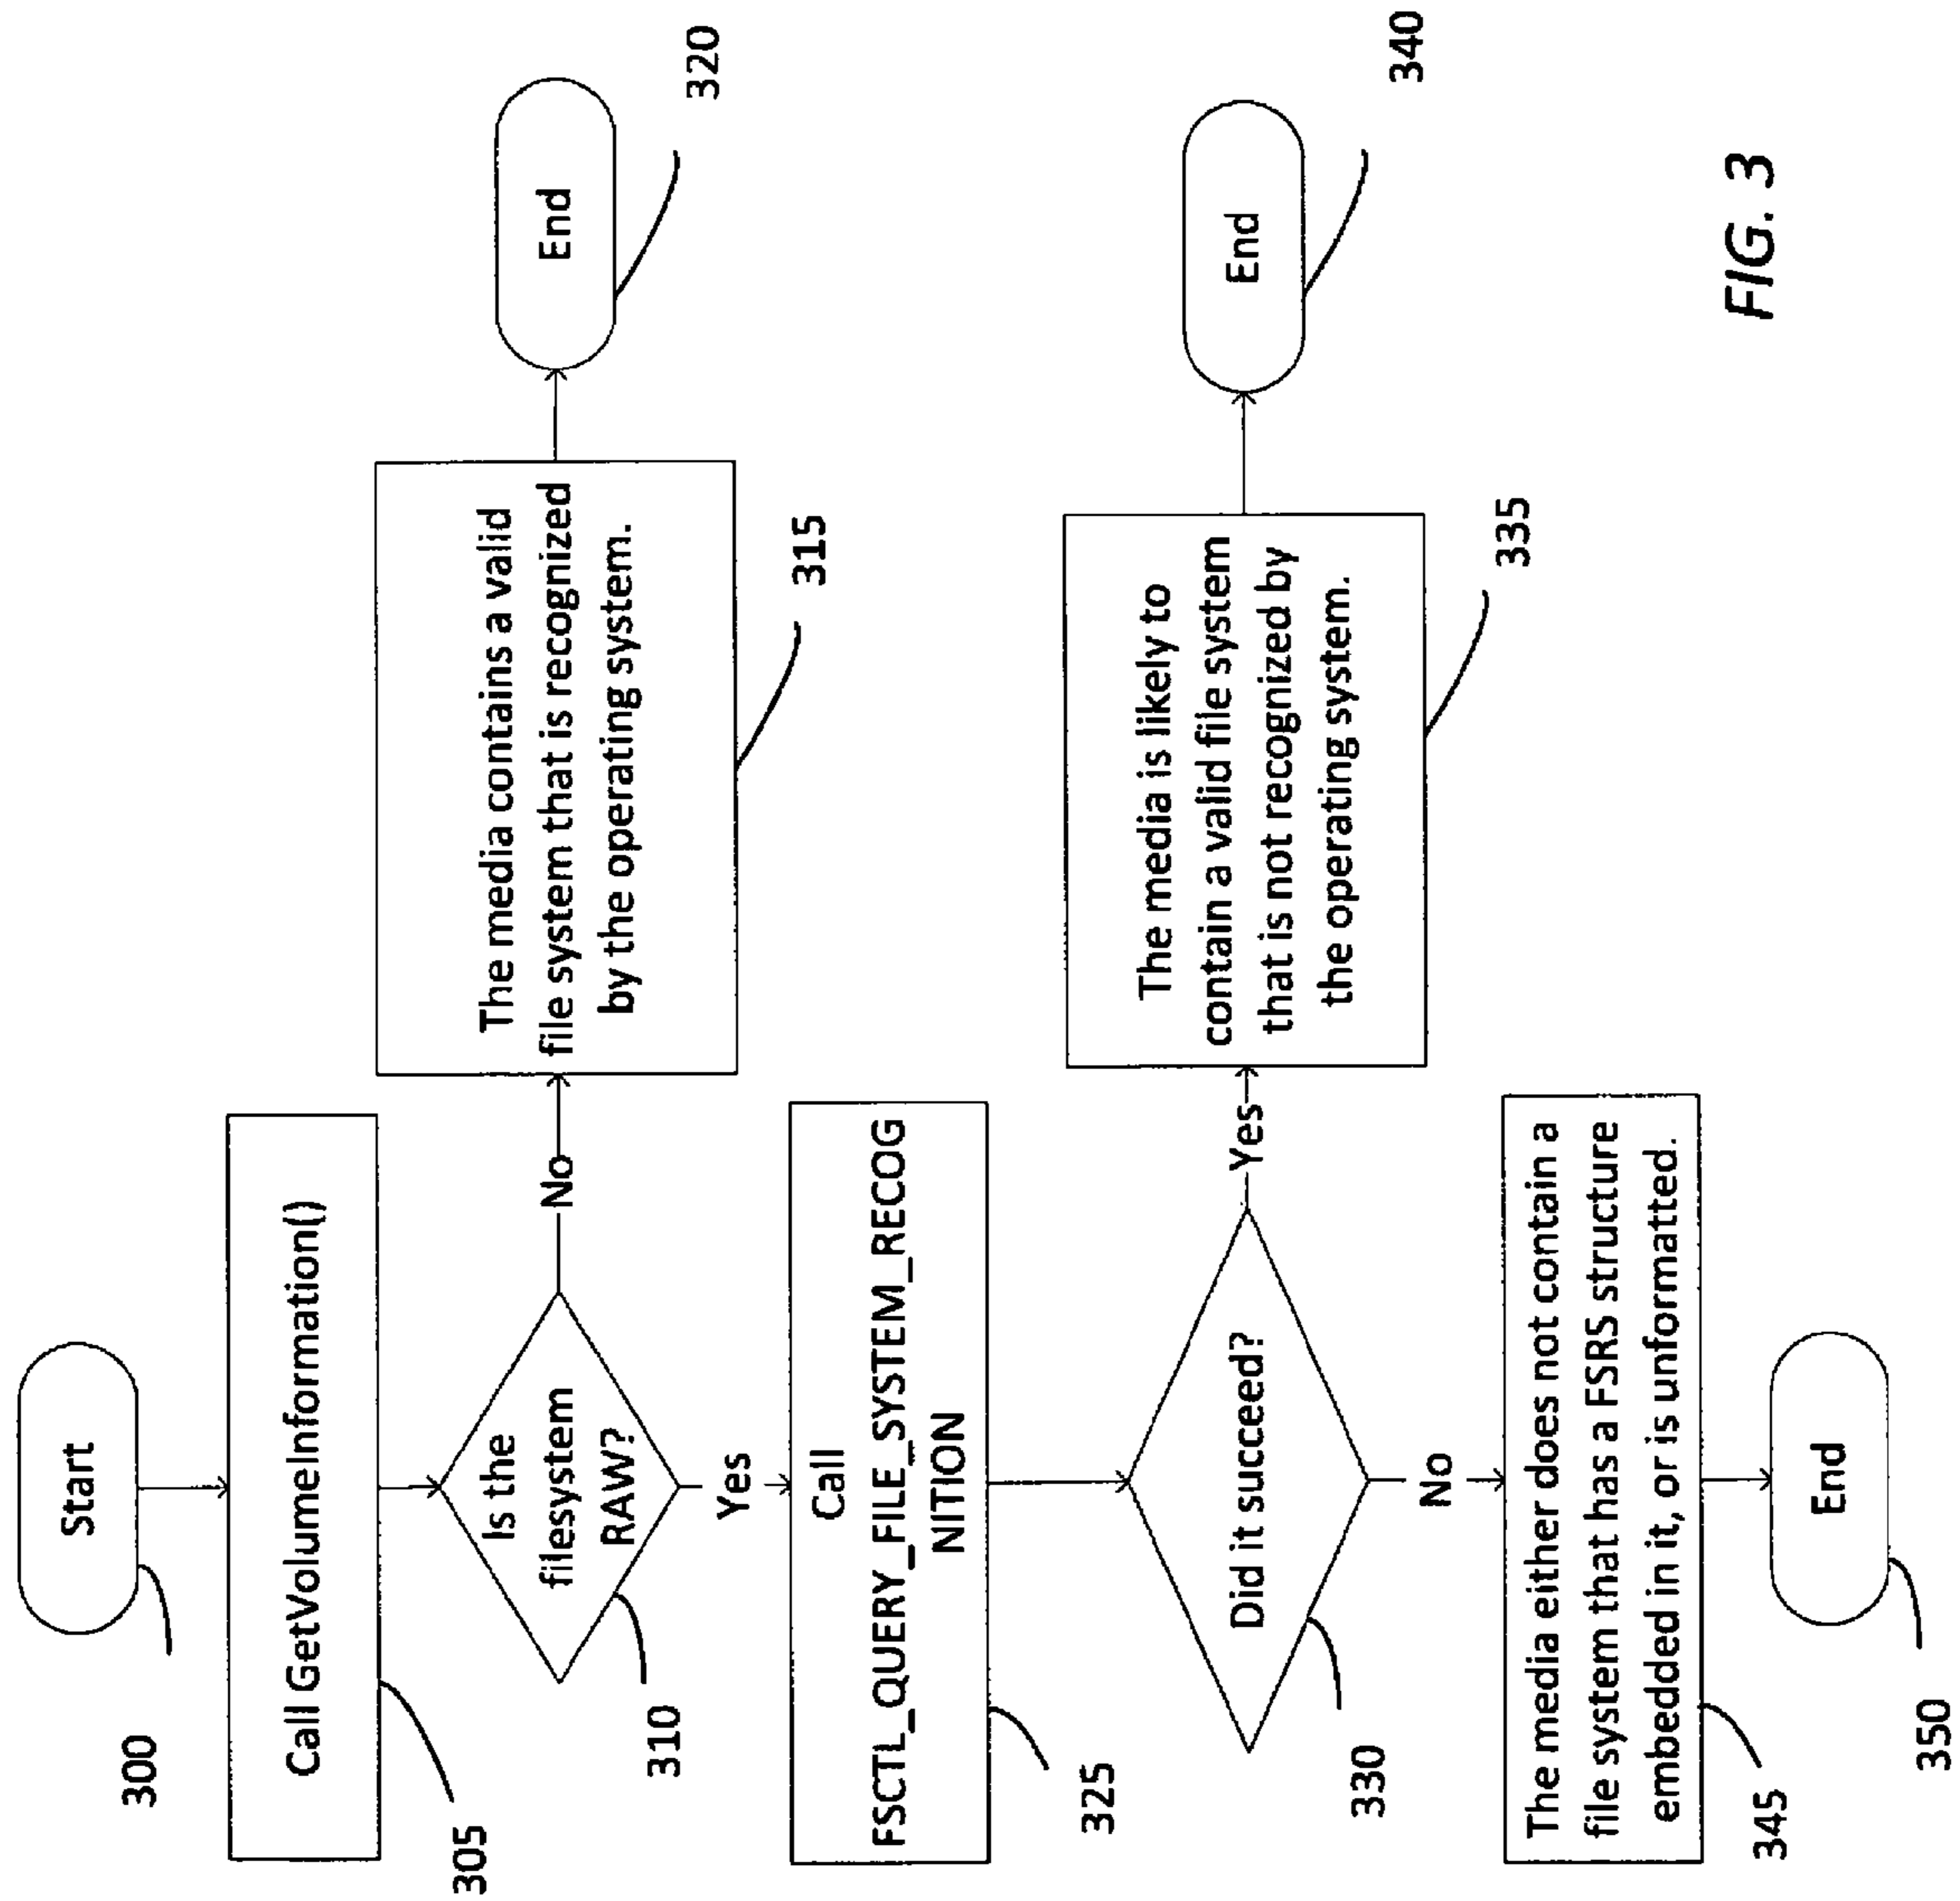 Start
300
Call GetVolumeInformation()
305
Is the
filesystem
RAW?
310
No
The media contains a valid
file system that is recognized
by the operating system.
315
End
320
Yes
Call
FSCTL_QUERY_FILE_SYSTEM_RECOG
NITION
325
Did it succeed?
330
Yes
The media is likely to
contain a valid file system
that is not recognized by
the operating system.
335
End
340
No
The media either does not contain a
file system that has a FSRS structure
embedded in it, or is unformatted.
345
End
350
FIG. 3